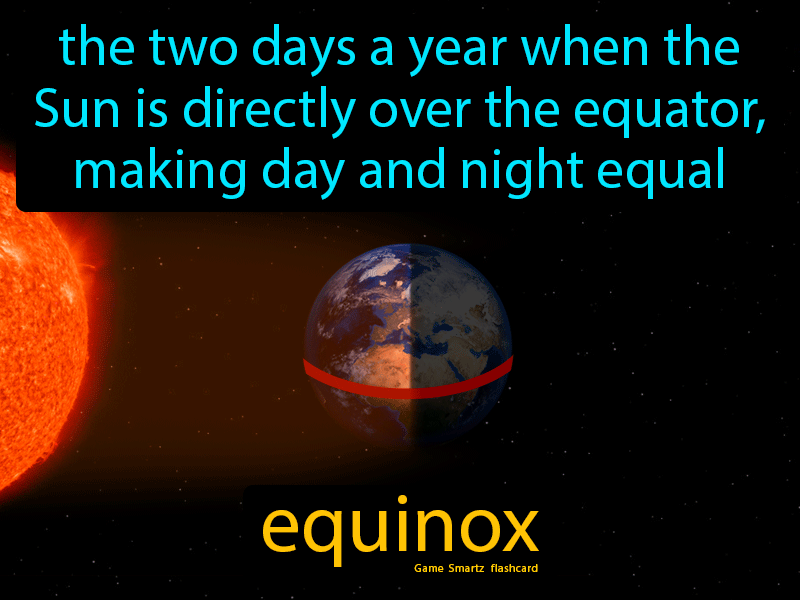 the two days a year when the
Sun is directly over the equator,
making day and night equal
equinox
Game Smartz flashcard